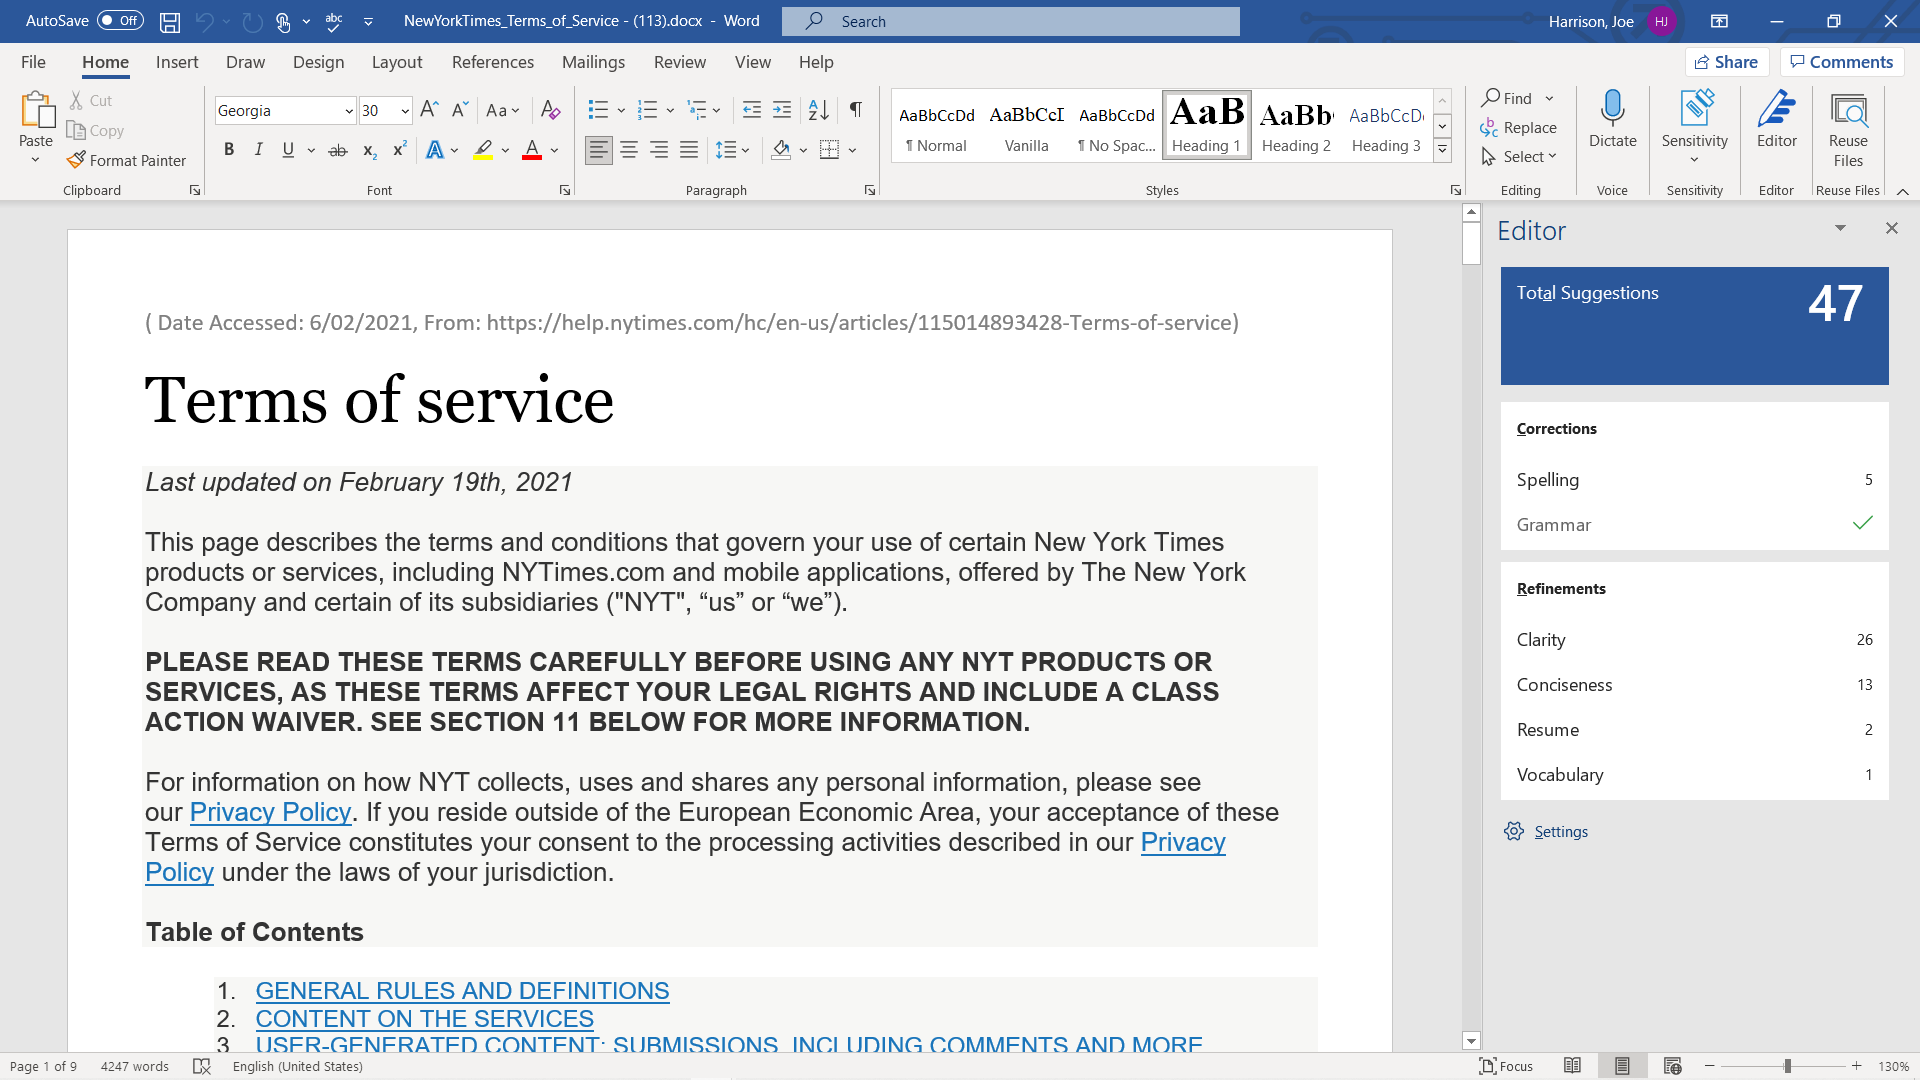 AutoSave Off abc NewYorkTimes_Terms_of_Service - (113).docx - Word Search Harrison, Joe HJ
File Home Insert Draw Design Layout References Mailings Review View Help Share Comments
Paste Cut Copy Format Painter Clipboard
Georgia 30 Aa B I U ab x₂ x² A A Font
Paragraph
AaBbCcDd AaBbCcI AaBbCcDd AaB AaBb AaBbCcD
¶ Normal Vanilla ¶ No Spac... Heading 1 Heading 2 Heading 3
Styles
Find Replace Select Editing
Dictate Voice
Sensitivity Sensitivity
Editor Editor
Reuse Files Reuse Files
( Date Accessed: 6/02/2021, From: https://help.nytimes.com/hc/en-us/articles/115014893428-Terms-of-service)
Terms of service
Last updated on February 19th, 2021
This page describes the terms and conditions that govern your use of certain New York Times
products or services, including NYTimes.com and mobile applications, offered by The New York
Company and certain of its subsidiaries ("NYT", “us” or “we”).
PLEASE READ THESE TERMS CAREFULLY BEFORE USING ANY NYT PRODUCTS OR
SERVICES, AS THESE TERMS AFFECT YOUR LEGAL RIGHTS AND INCLUDE A CLASS
ACTION WAIVER. SEE SECTION 11 BELOW FOR MORE INFORMATION.
For information on how NYT collects, uses and shares any personal information, please see
our Privacy Policy. If you reside outside of the European Economic Area, your acceptance of these
Terms of Service constitutes your consent to the processing activities described in our Privacy
Policy under the laws of your jurisdiction.
Table of Contents
1. GENERAL RULES AND DEFINITIONS
2. CONTENT ON THE SERVICES
3 USER-GENERATED CONTENT: SUBMISSIONS, INCLUDING COMMENTS AND MORE
Editor
Total Suggestions 47
Corrections
Spelling 5
Grammar
Refinements
Clarity 26
Conciseness 13
Resume 2
Vocabulary 1
Settings
Page 1 of 9 4247 words English (United States) Focus 130%